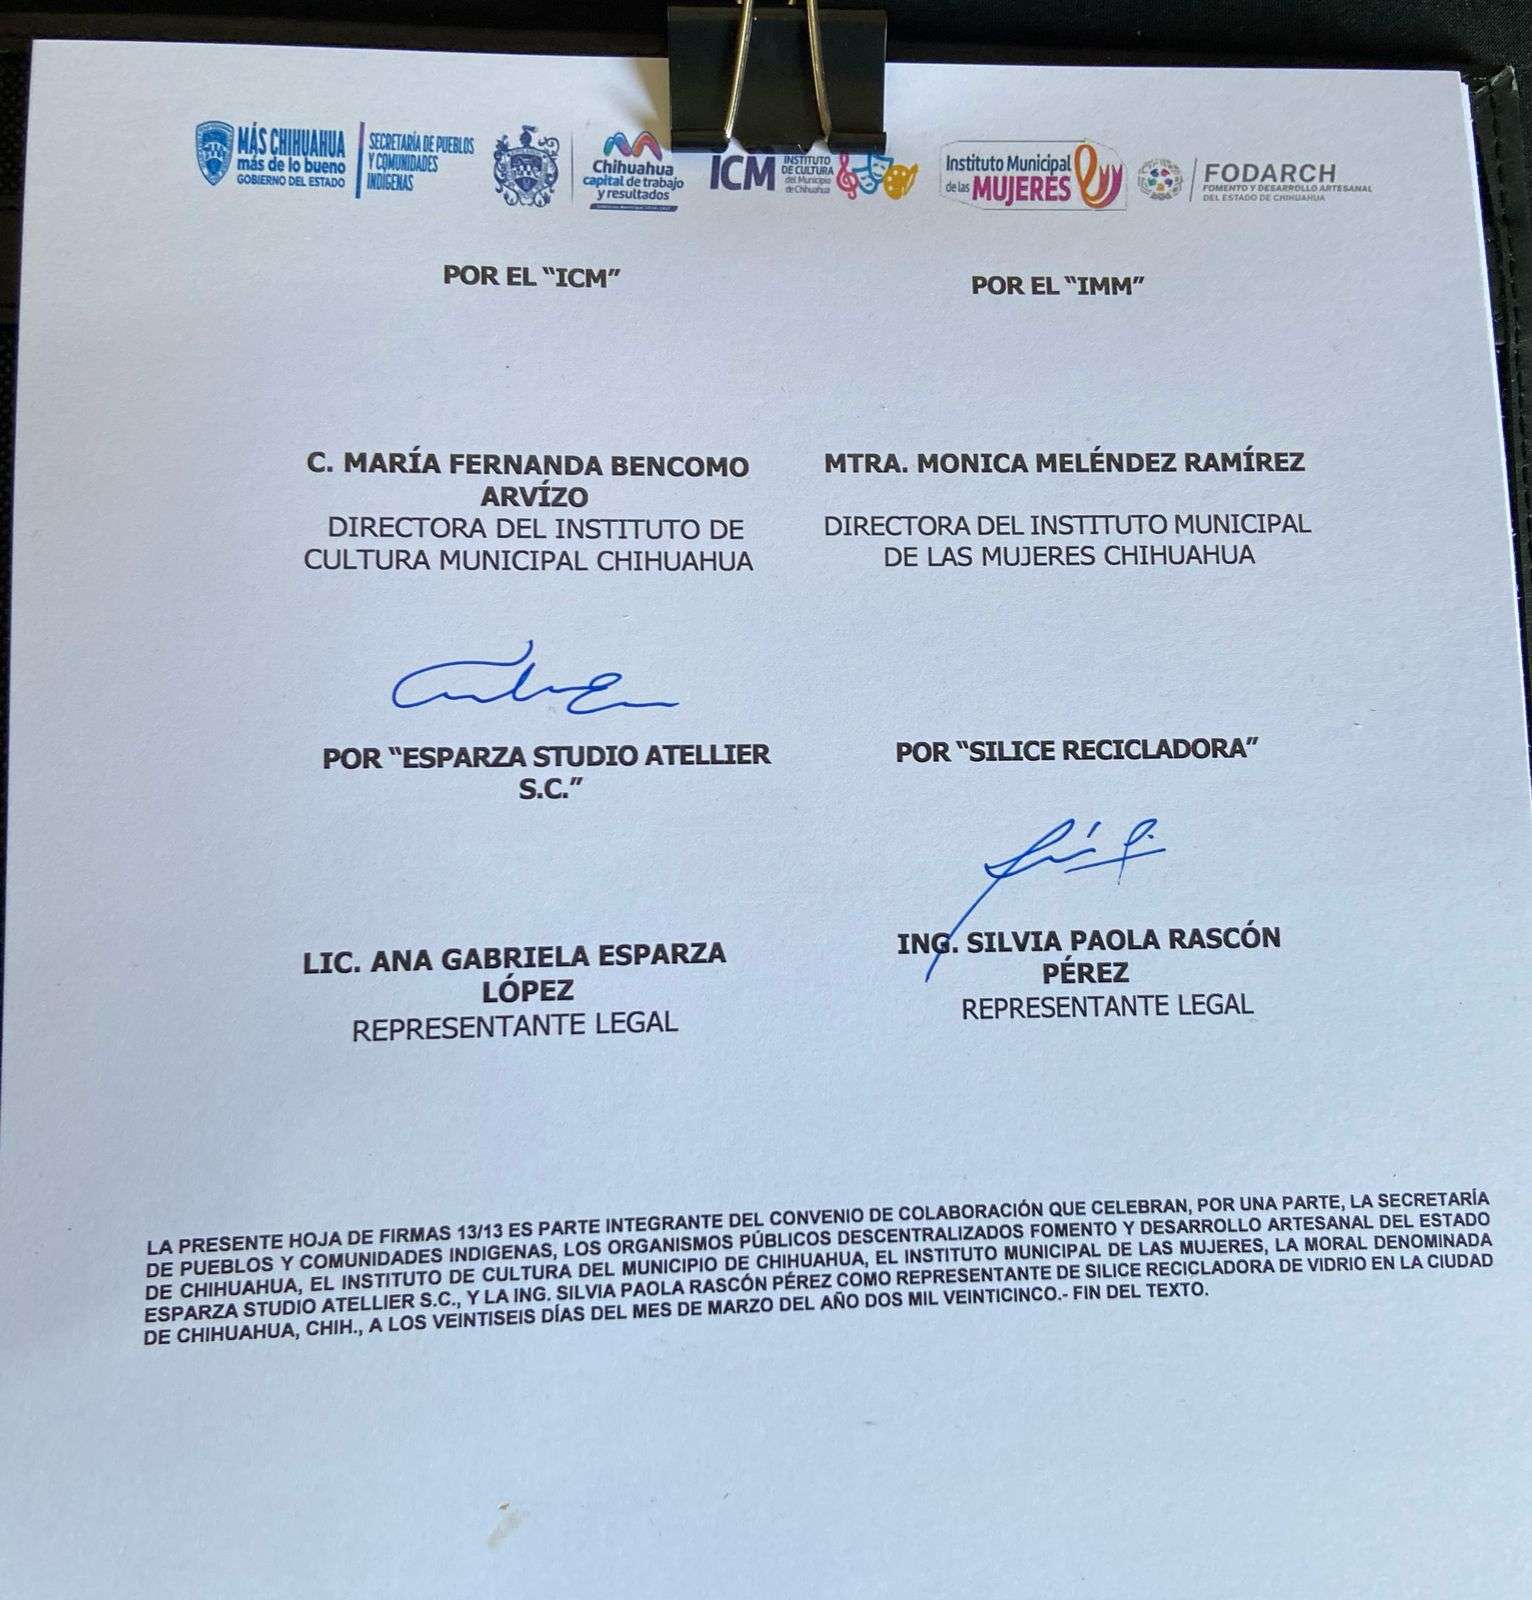 MÁS CHIHUAHUA
más de lo bueno
GOBIERNO DEL ESTADO
SECRETARÍA DE PUEBLOS
Y COMUNIDADES
INDÍGENAS
Chihuahua
capital de trabajo
y resultados
ICM
INSTITUTO
DE CULTURA
del Municipio
de Chihuahua
Instituto Municipal
de las MUJERES
FODARCH
FOMENTO Y DESARROLLO ARTESANAL
DEL ESTADO DE CHIHUAHUA
POR EL “ICM”
POR EL “IMM”
C. MARÍA FERNANDA BENCOMO
ARVÍZO
DIRECTORA DEL INSTITUTO DE
CULTURA MUNICIPAL CHIHUAHUA
MTRA. MONICA MELÉNDEZ RAMÍREZ
DIRECTORA DEL INSTITUTO MUNICIPAL
DE LAS MUJERES CHIHUAHUA
POR “ESPARZA STUDIO ATELLIER
S.C.”
POR “SILICE RECICLADORA”
LIC. ANA GABRIELA ESPARZA
LÓPEZ
REPRESENTANTE LEGAL
ING. SILVIA PAOLA RASCÓN
PÉREZ
REPRESENTANTE LEGAL
LA PRESENTE HOJA DE FIRMAS 13/13 ES PARTE INTEGRANTE DEL CONVENIO DE COLABORACIÓN QUE CELEBRAN, POR UNA PARTE, LA SECRETARÍA
DE PUEBLOS Y COMUNIDADES INDIGENAS, LOS ORGANISMOS PÚBLICOS DESCENTRALIZADOS FOMENTO Y DESARROLLO ARTESANAL DEL ESTADO
DE CHIHUAHUA, EL INSTITUTO DE CULTURA DEL MUNICIPIO DE CHIHUAHUA, EL INSTITUTO MUNICIPAL DE LAS MUJERES, LA MORAL DENOMINADA
ESPARZA STUDIO ATELLIER S.C., Y LA ING. SILVIA PAOLA RASCÓN PÉREZ COMO REPRESENTANTE DE SILICE RECICLADORA DE VIDRIO EN LA CIUDAD
DE CHIHUAHUA, CHIH., A LOS VEINTISEIS DÍAS DEL MES DE MARZO DEL AÑO DOS MIL VEINTICINCO.- FIN DEL TEXTO.